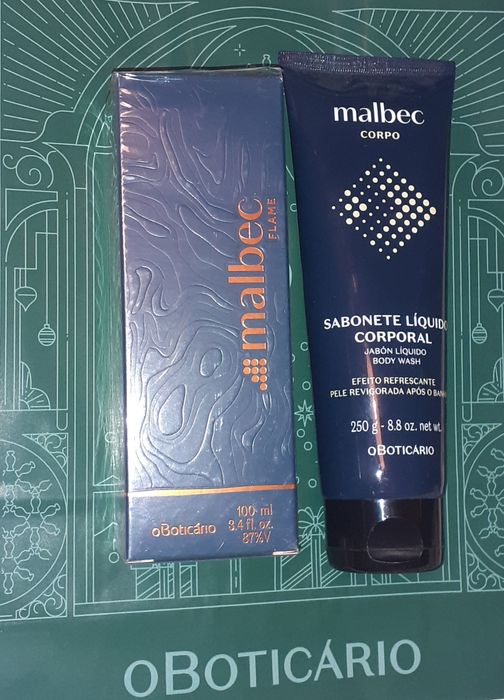 malbec
FLAME
oBoticário
100 ml
3.4 fl. oz.
87%V
malbec
CORPO
SABONETE LÍQUIDO
CORPORAL
JABÓN LÍQUIDO
BODY WASH
EFEITO REFRESCANTE
PELE REVIGORADA APÓS O BANHO
250 g - 8.8 oz. net wt.
oBOTICÁRIO
oBOTICÁRIO